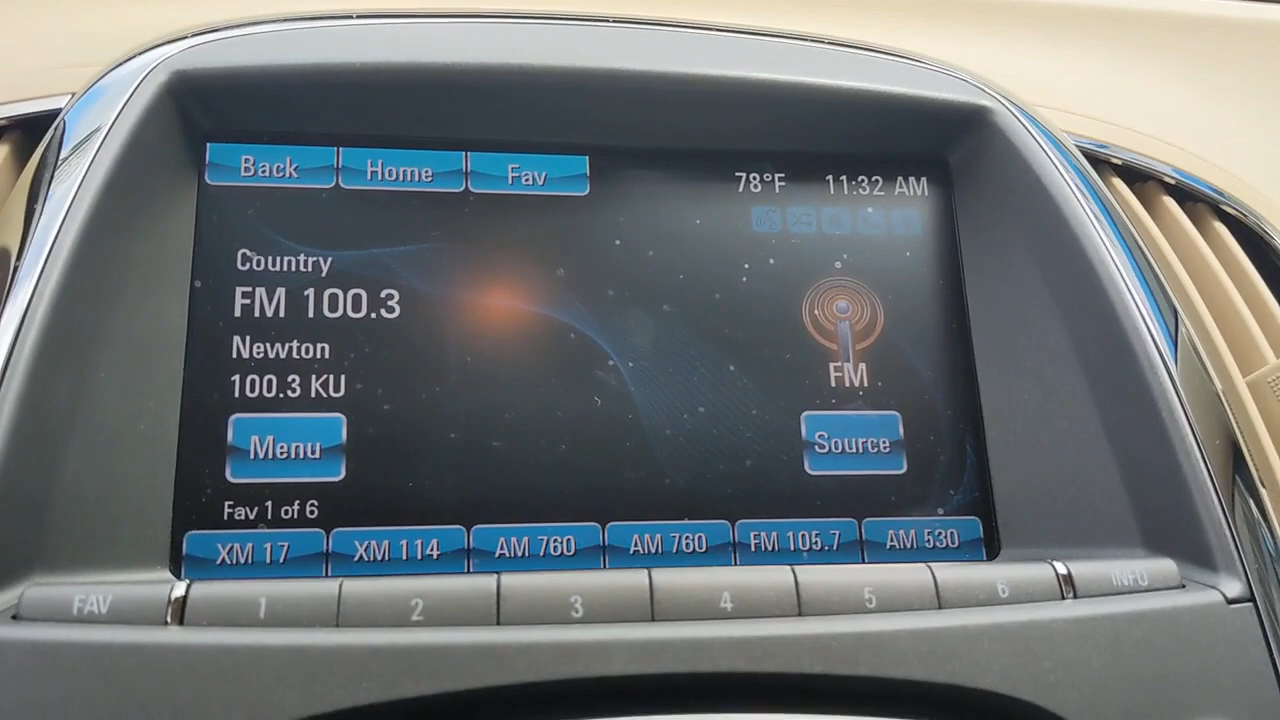 Back Home Fav
78°F 11:32 AM
Country
FM 100.3
Newton
100.3 KU
FM
Menu
Source
Fav 1 of 6
XM 17 XM 114 AM 760 AM 760 FM 105.7 AM 530
FAV 1 2 3 4 5 6 INFO